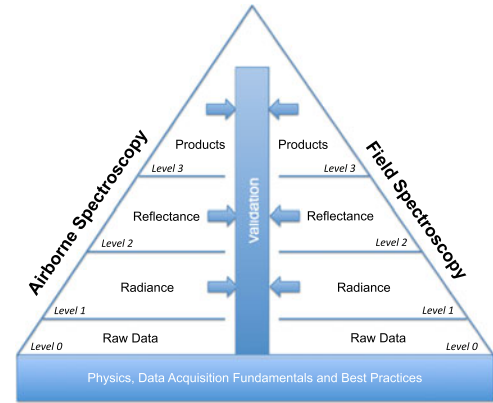 Airborne Spectroscopy
Field Spectroscopy
Validation
Products
Products
Level 3
Level 3
Reflectance
Reflectance
Level 2
Level 2
Radiance
Radiance
Level 1
Level 1
Raw Data
Raw Data
Level 0
Level 0
Physics, Data Acquisition Fundamentals and Best Practices